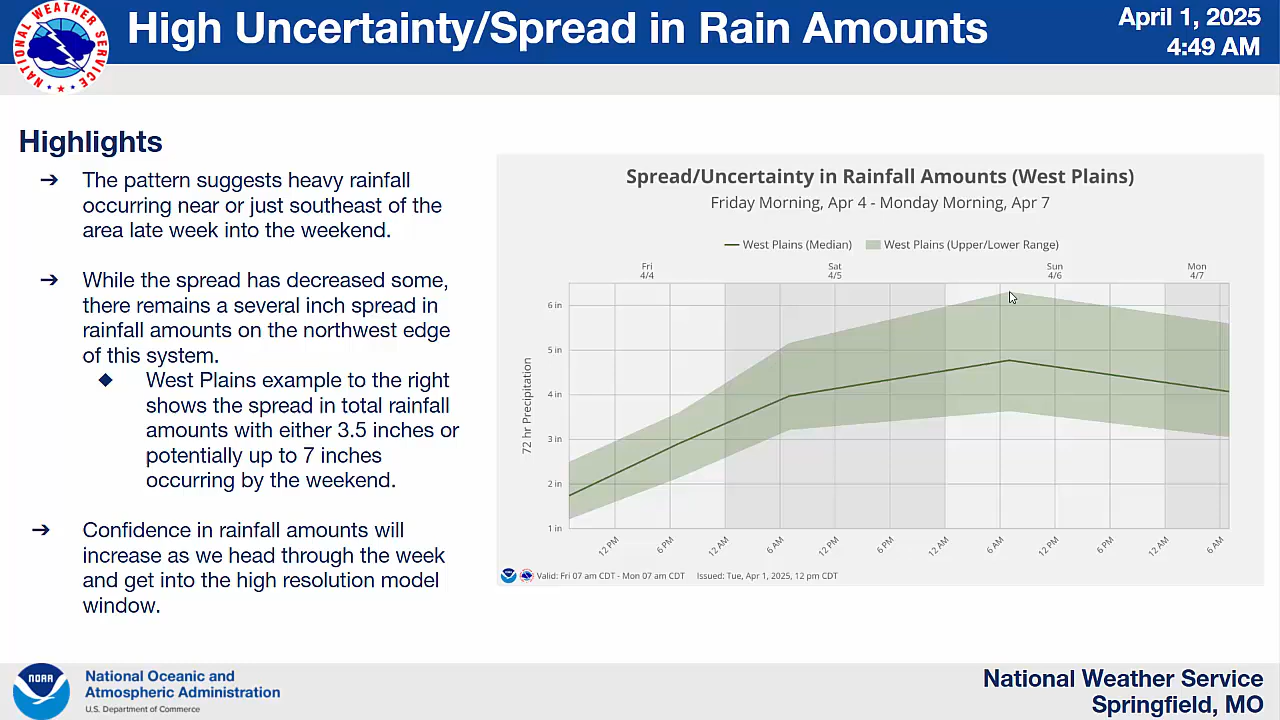 High Uncertainty/Spread in Rain Amounts
April 1, 2025
4:49 AM
NATIONAL WEATHER SERVICE
Highlights
➔ The pattern suggests heavy rainfall
occurring near or just southeast of the
area late week into the weekend.
➔ While the spread has decreased some,
there remains a several inch spread in
rainfall amounts on the northwest edge
of this system.
◆ West Plains example to the right
shows the spread in total rainfall
amounts with either 3.5 inches or
potentially up to 7 inches
occurring by the weekend.
➔ Confidence in rainfall amounts will
increase as we head through the week
and get into the high resolution model
window.
Spread/Uncertainty in Rainfall Amounts (West Plains)
Friday Morning, Apr 4 - Monday Morning, Apr 7
West Plains (Median) West Plains (Upper/Lower Range)
Fri Sat Sun Mon
4/4 4/5 4/6 4/7
6 in
5 in
4 in
3 in
2 in
1 in
72 hr Precipitation
12 PM 6 PM 12 AM 6 AM 12 PM 6 PM 12 AM 6 AM 12 PM 6 PM 12 AM 6 AM
Valid: Fri 07 am CDT - Mon 07 am CDT Issued: Tue, Apr 1, 2025, 12 pm CDT
NOAA
National Oceanic and
Atmospheric Administration
U.S. Department of Commerce
National Weather Service
Springfield, MO